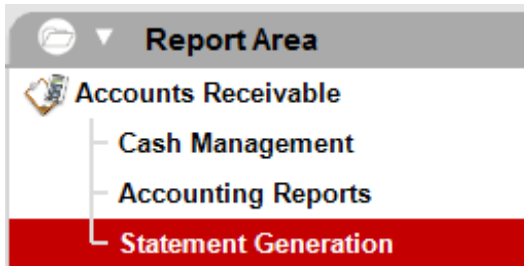 Report Area
Accounts Receivable
Cash Management
Accounting Reports
Statement Generation